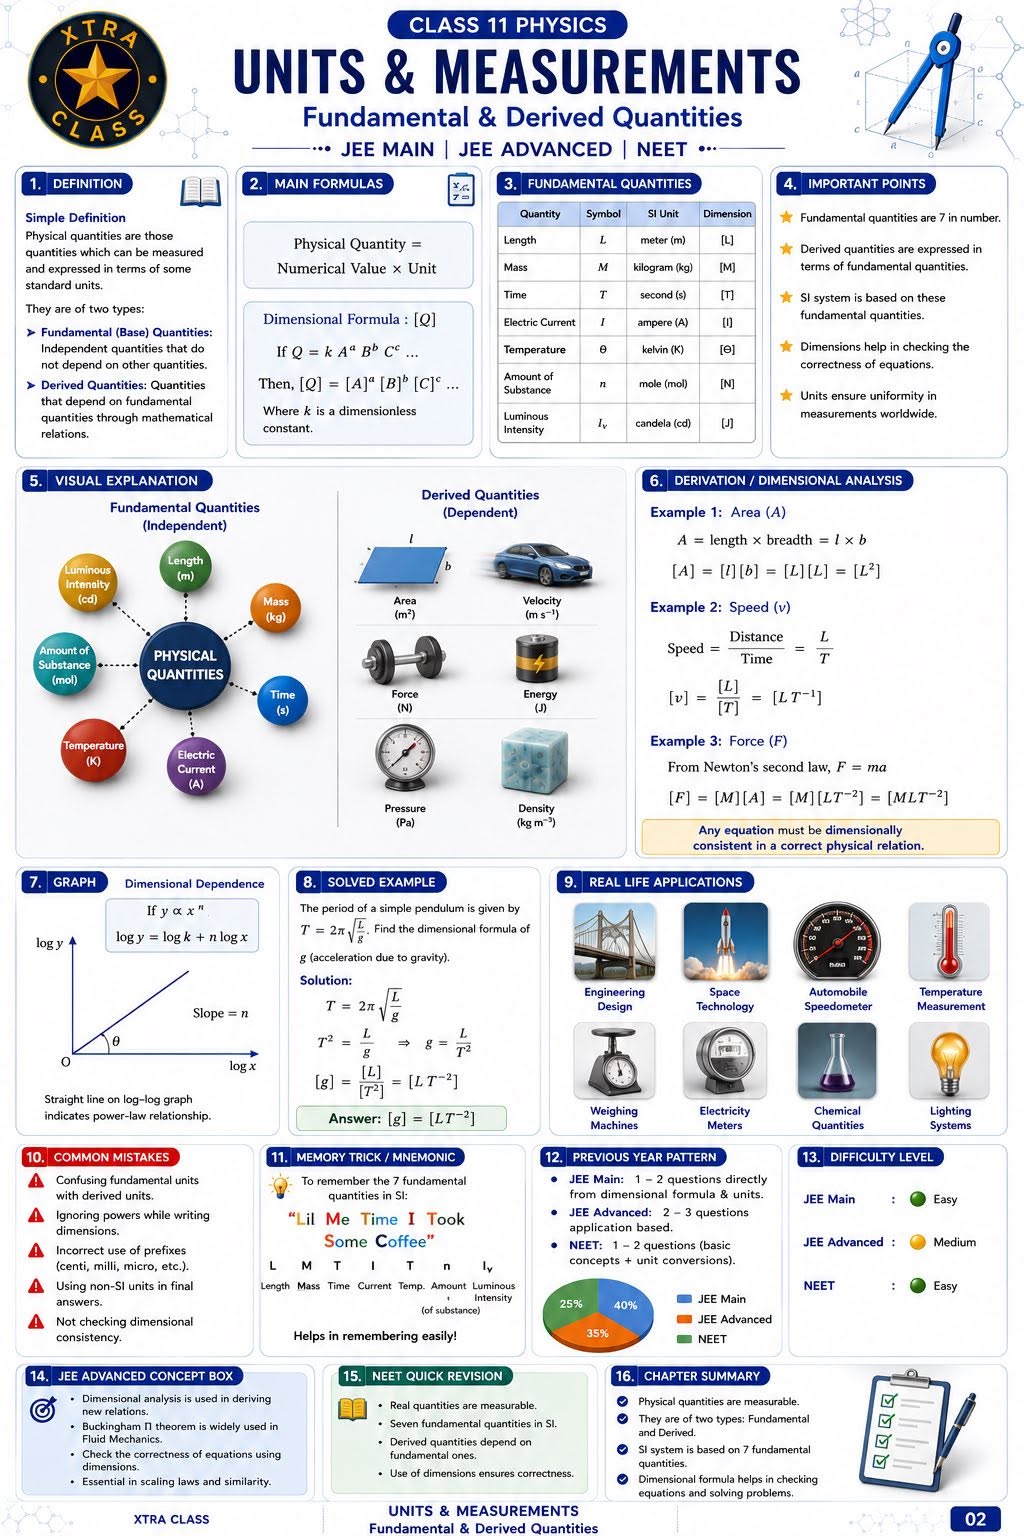 XTRA
CLASS
CLASS 11 PHYSICS
UNITS & MEASUREMENTS
Fundamental & Derived Quantities
JEE MAIN | JEE ADVANCED | NEET
1. DEFINITION
Simple Definition
Physical quantities are those
quantities which can be measured
and expressed in terms of some
standard units.
They are of two types:
➤ Fundamental (Base) Quantities:
Independent quantities that do
not depend on other quantities.
➤ Derived Quantities: Quantities
that depend on fundamental
quantities through mathematical
relations.
2. MAIN FORMULAS
Physical Quantity =
Numerical Value × Unit
Dimensional Formula : [Q]
If Q = k Aᵃ Bᵇ Cᶜ ...
Then, [Q] = [A]ᵃ [B]ᵇ [C]ᶜ ...
Where k is a dimensionless
constant.
3. FUNDAMENTAL QUANTITIES
Quantity Symbol SI Unit Dimension
Length L meter (m) [L]
Mass M kilogram (kg) [M]
Time T second (s) [T]
Electric Current I ampere (A) [I]
Temperature θ kelvin (K) [Θ]
Amount of
Substance n mole (mol) [N]
Luminous
Intensity Iᵥ candela (cd) [J]
4. IMPORTANT POINTS
Fundamental quantities are 7 in number.
Derived quantities are expressed in
terms of fundamental quantities.
SI system is based on these
fundamental quantities.
Dimensions help in checking the
correctness of equations.
Units ensure uniformity in
measurements worldwide.
5. VISUAL EXPLANATION
Fundamental Quantities
(Independent)
Length
(m)
Luminous
Intensity
(cd)
Mass
(kg)
Amount of
Substance
(mol)
PHYSICAL
QUANTITIES
Time
(s)
Temperature
(K)
Electric
Current
(A)
Derived Quantities
(Dependent)
l
b
Area
(m²)
Velocity
(m s⁻¹)
Force
(N)
Energy
(J)
Pressure
(Pa)
Density
(kg m⁻³)
6. DERIVATION / DIMENSIONAL ANALYSIS
Example 1: Area (A)
A = length × breadth = l × b
[A] = [l][b] = [L][L] = [L²]
Example 2: Speed (v)
Speed = Distance / Time = L / T
[v] = [L] / [T] = [L T⁻¹]
Example 3: Force (F)
From Newton's second law, F = ma
[F] = [M][A] = [M][LT⁻²] = [MLT⁻²]
Any equation must be dimensionally
consistent in a correct physical relation.
7. GRAPH
Dimensional Dependence
If y ∝ x ⁿ
log y = log k + n log x
log y
Slope = n
θ
O
log x
Straight line on log–log graph
indicates power-law relationship.
8. SOLVED EXAMPLE
The period of a simple pendulum is given by
T = 2π√(L/g). Find the dimensional formula of
g (acceleration due to gravity).
Solution:
T = 2π √(L/g)
T² = L/g ⇒ g = L/T²
[g] = [L]/[T²] = [L T⁻²]
Answer: [g] = [LT⁻²]
9. REAL LIFE APPLICATIONS
Engineering
Design
Space
Technology
Automobile
Speedometer
Temperature
Measurement
Weighing
Machines
Electricity
Meters
Chemical
Quantities
Lighting
Systems
10. COMMON MISTAKES
Confusing fundamental units
with derived units.
Ignoring powers while writing
dimensions.
Incorrect use of prefixes
(centi, milli, micro, etc.).
Using non-SI units in final
answers.
Not checking dimensional
consistency.
11. MEMORY TRICK / MNEMONIC
To remember the 7 fundamental
quantities in SI:
"Lil Me Time I Took
Some Coffee"
L M T I T n Iᵥ
Length Mass Time Current Temp. Amount Luminous
Intensity
(of substance)
Helps in remembering easily!
12. PREVIOUS YEAR PATTERN
• JEE Main: 1 – 2 questions directly
from dimensional formula & units.
• JEE Advanced: 2 – 3 questions
application based.
• NEET: 1 – 2 questions (basic
concepts + unit conversions).
25%
40%
35%
JEE Main
JEE Advanced
NEET
13. DIFFICULTY LEVEL
JEE Main : Easy
JEE Advanced : Medium
NEET : Easy
14. JEE ADVANCED CONCEPT BOX
• Dimensional analysis is used in deriving
new relations.
• Buckingham Π theorem is widely used in
Fluid Mechanics.
• Check the correctness of equations using
dimensions.
• Essential in scaling laws and similarity.
15. NEET QUICK REVISION
• Real quantities are measurable.
• Seven fundamental quantities in SI.
• Derived quantities depend on
fundamental ones.
• Use of dimensions ensures correctness.
16. CHAPTER SUMMARY
Physical quantities are measurable.
They are of two types: Fundamental
and Derived.
SI system is based on 7 fundamental
quantities.
Dimensional formula helps in checking
equations and solving problems.
XTRA CLASS
UNITS & MEASUREMENTS
Fundamental & Derived Quantities
02